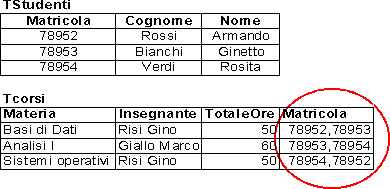 TStudenti
Matricola Cognome Nome
78952 Rossi Armando
78953 Bianchi Ginetto
78954 Verdi Rosita
Tcorsi
Materia Insegnante TotaleOre Matricola
Basi di Dati Risi Gino 50 78952,78953
Analisi I Giallo Marco 60 78953,78954
Sistemi operativi Risi Gino 50 78954,78952